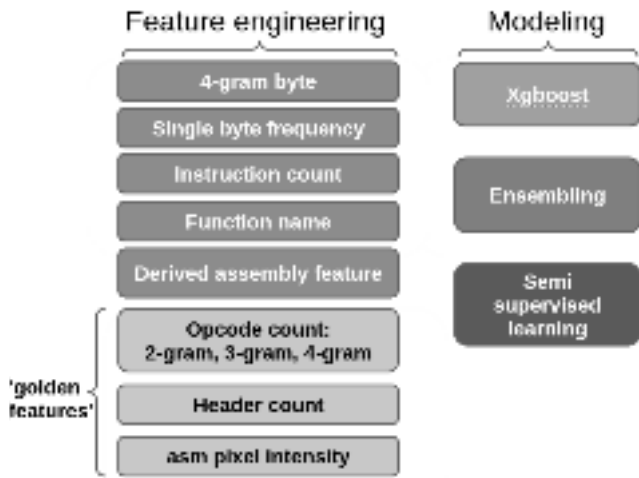 Feature engineering
4-gram byte
Single byte frequency
Instruction count
Function name
Derived assembly feature
Opcode count:
2-gram, 3-gram, 4-gram
Header count
asm pixel intensity
'golden
features'
Modeling
Xgboost
Ensembling
Semi
supervised
learning